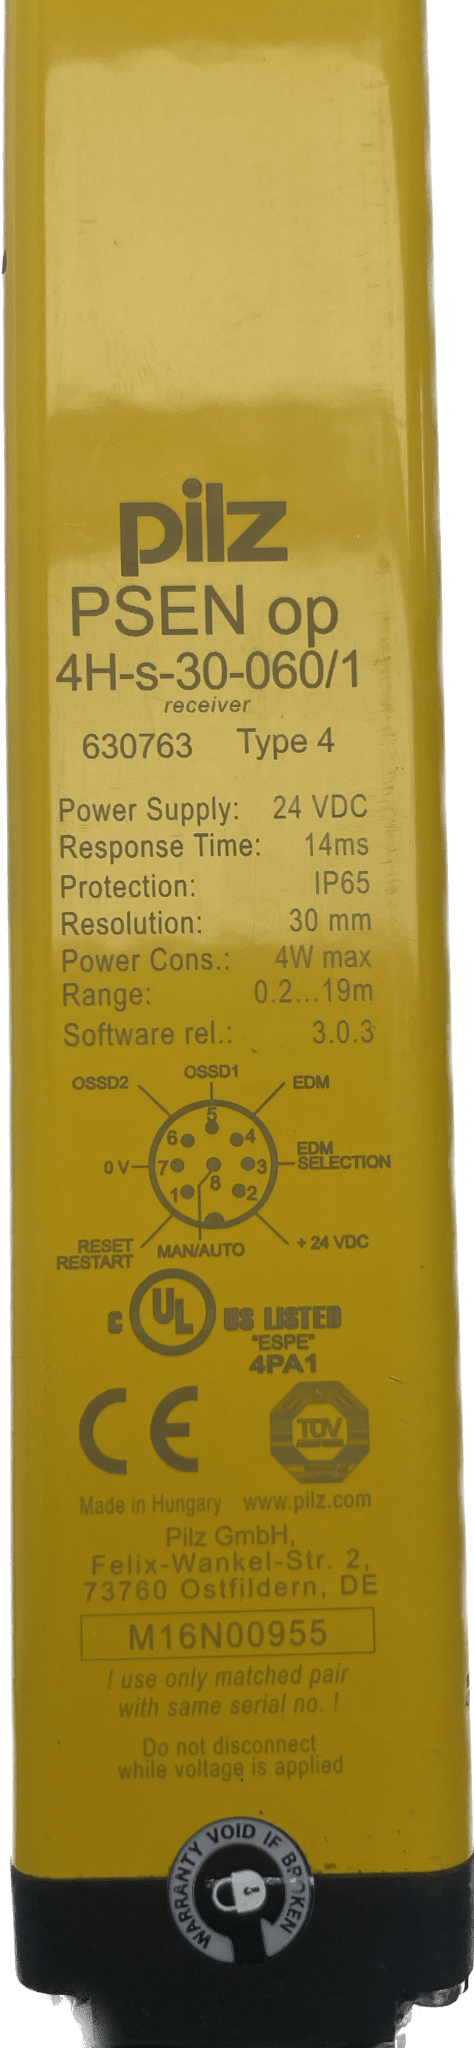 pilz
PSEN op
4H-s-30-060/1
receiver
630763 Type 4
Power Supply: 24 VDC
Response Time: 14ms
Protection: IP65
Resolution: 30 mm
Power Cons.: 4W max
Range: 0.2...19m
Software rel.: 3.0.3
OSSD2 OSSD1 EDM
5
6 4
0 V 7 3 EDM SELECTION
8
1 2
RESET RESTART MAN/AUTO + 24 VDC
C UL US LISTED
"ESPE"
4PA1
CE TÜV
Made in Hungary www.pilz.com
Pilz GmbH,
Felix-Wankel-Str. 2,
73760 Ostfildern, DE
M16N00955
! use only matched pair
with same serial no. !
Do not disconnect
while voltage is applied
WARRANTY VOID IF BROKEN